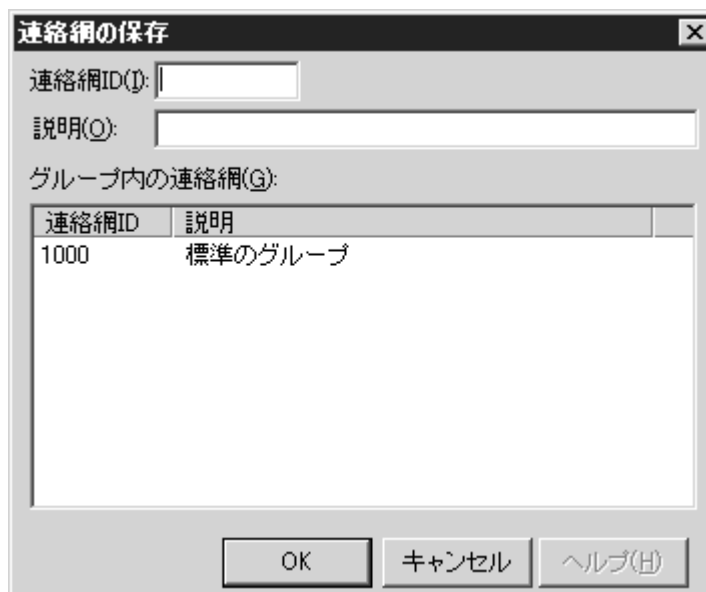 連絡網の保存
連絡網ID(I):
説明(O):
グループ内の連絡網(G):
連絡網ID 説明
1000 標準のグループ
OK キャンセル ヘルプ(H)